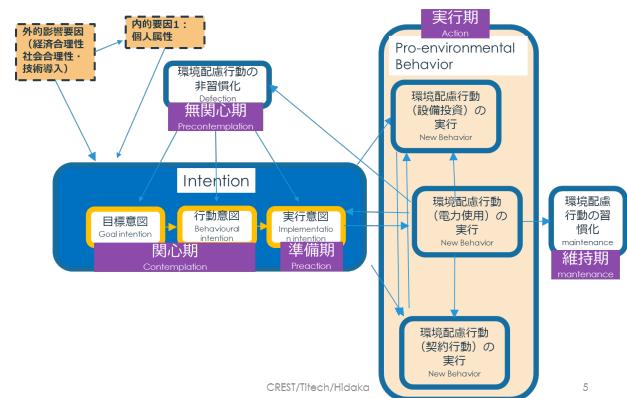 外的影響要因
（経済合理性
社会合理性・
技術導入）
内的要因1：
個人属性
環境配慮行動の
非習慣化
Defection
無関心期
Precontemplation
Intention
目標意図
Goal intention
行動意図
Behavioural
intention
実行意図
Implementatio
n intention
関心期
Contemplation
準備期
Preaction
実行期
Action
Pro-environmental
Behavior
環境配慮行動
（設備投資）の
実行
New Behavior
環境配慮行動
（電力使用）の
実行
New Behavior
環境配慮行動
（契約行動）の
実行
New Behavior
環境配慮
行動の習
慣化
maintenance
維持期
mantenance
CREST/Titech/Hidaka
5